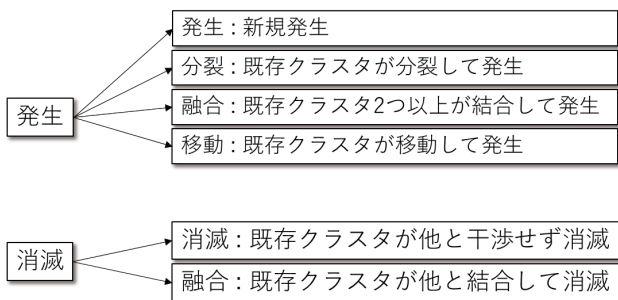 発生
発生 : 新規発生
分裂 : 既存クラスタが分裂して発生
融合 : 既存クラスタ2つ以上が結合して発生
移動 : 既存クラスタが移動して発生
消滅
消滅 : 既存クラスタが他と干渉せず消滅
融合 : 既存クラスタが他と結合して消滅